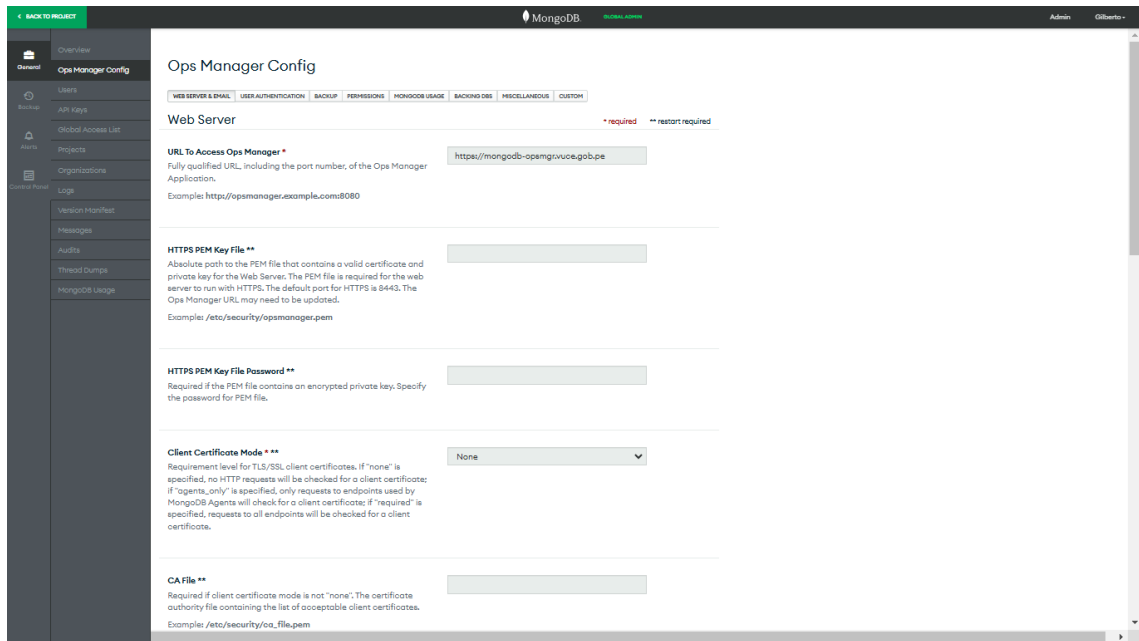 < BACK TO PROJECT
MongoDB.
GLOBAL ADMIN
Admin
Gilberto
General
Backup
Alerts
Control Panel
Overview
Ops Manager Config
Users
API Keys
Global Access List
Projects
Organizations
Logs
Version Manifest
Messages
Audits
Thread Dumps
MongoDB Usage
Ops Manager Config
WEB SERVER & EMAIL USER AUTHENTICATION BACKUP PERMISSIONS MONGODB USAGE BACKING DBS MISCELLANEOUS CUSTOM
Web Server
* required ** restart required
URL To Access Ops Manager *
Fully qualified URL, including the port number, of the Ops Manager
Application.
Example: http://opsmanager.example.com:8080
https://mongodb-opsmgr.vuce.gob.pe
HTTPS PEM Key File **
Absolute path to the PEM file that contains a valid certificate and
private key for the Web Server. The PEM file is required for the web
server to run with HTTPS. The default port for HTTPS is 8443. The
Ops Manager URL may need to be updated.
Example: /etc/security/opsmanager.pem
HTTPS PEM Key File Password **
Required if the PEM file contains an encrypted private key. Specify
the password for PEM file.
Client Certificate Mode * **
Requirement level for TLS/SSL client certificates. If "none" is
specified, no HTTP requests will be checked for a client certificate;
if "agents_only" is specified, only requests to endpoints used by
MongoDB Agents will check for a client certificate; if "required" is
specified, requests to all endpoints will be checked for a client
certificate.
None
CA File **
Required if client certificate mode is not "none". The certificate
authority file containing the list of acceptable client certificates.
Example: /etc/security/ca_file.pem